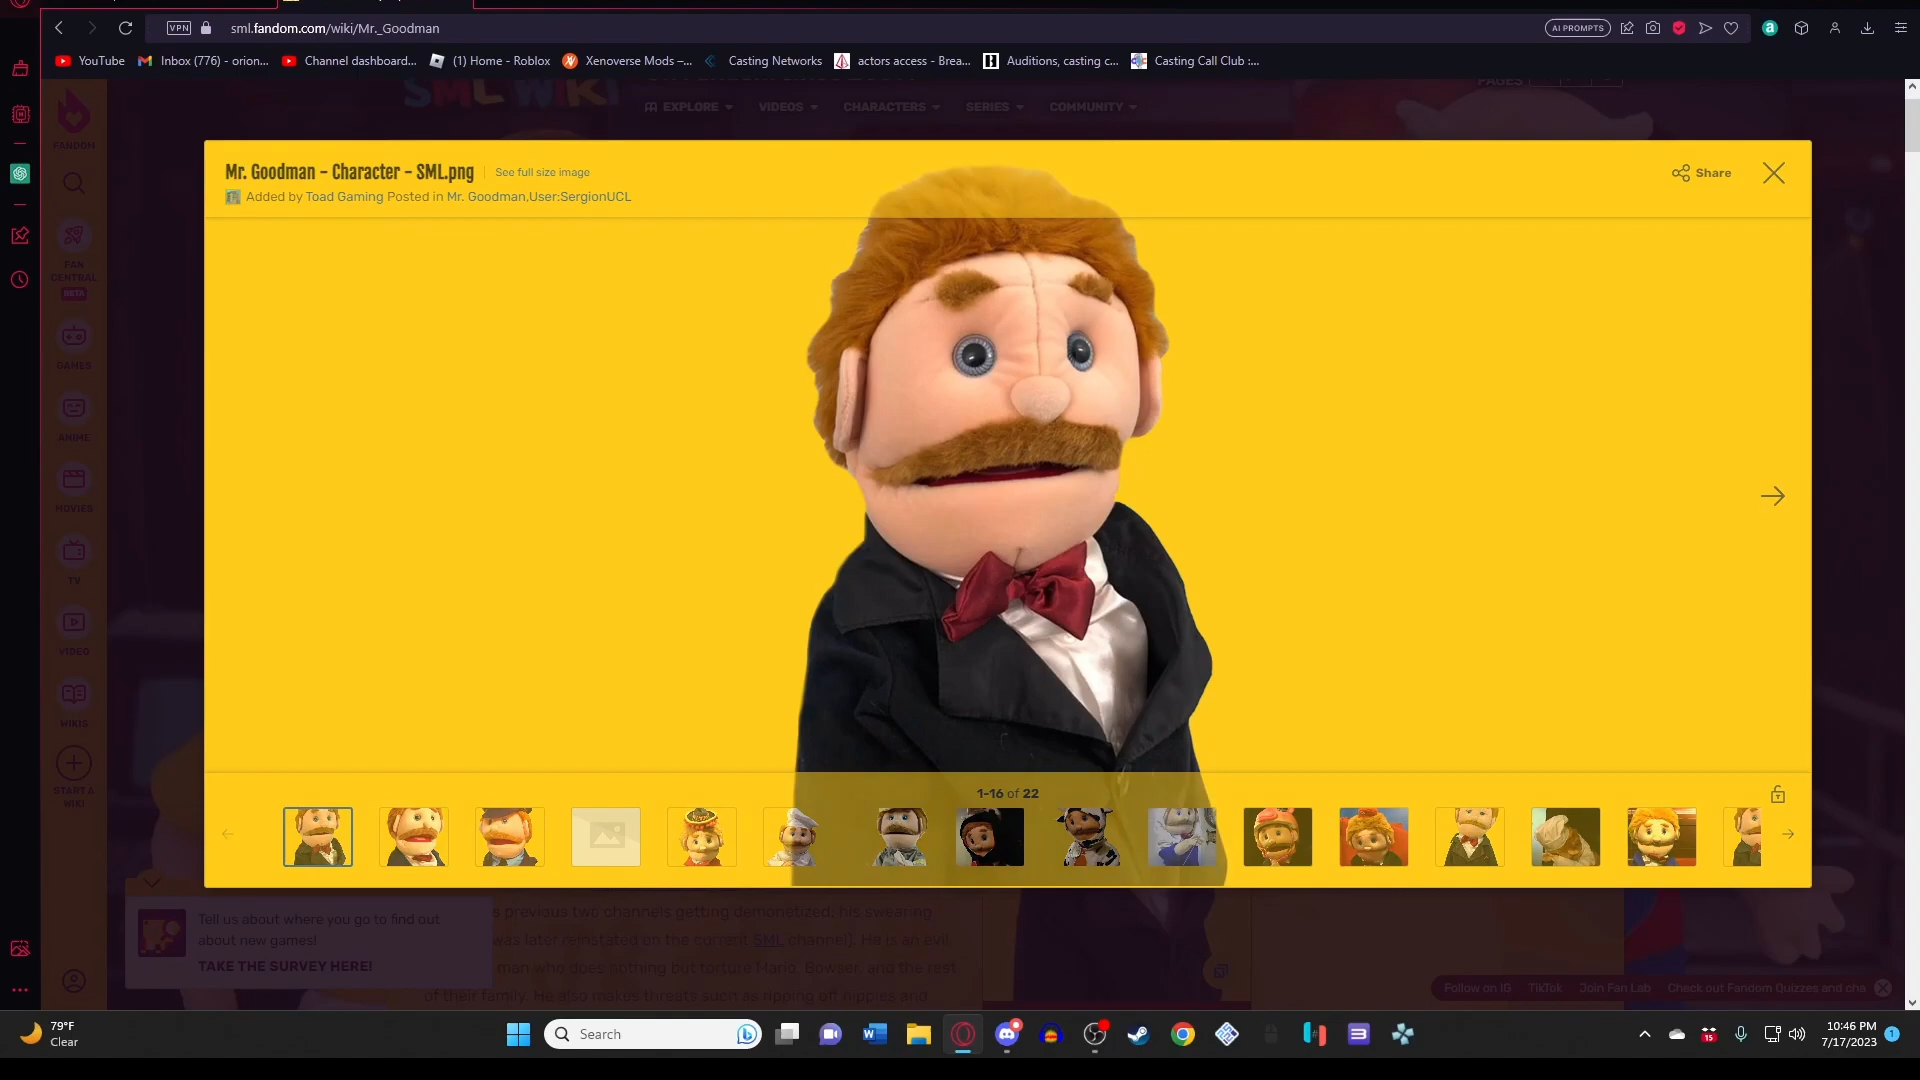 sml.fandom.com/wiki/Mr._Goodman
VPN
AI PROMPTS
YouTube
Inbox (776) - orion...
Channel dashboard...
(1) Home - Roblox
Xenoverse Mods –...
Casting Networks
actors access - Brea...
Auditions, casting c...
Casting Call Club :...
SML WIKI
EXPLORE
VIDEOS
CHARACTERS
SERIES
COMMUNITY
PAGES
FANDOM
FAN CENTRAL
BETA
GAMES
ANIME
MOVIES
TV
VIDEO
WIKIS
START A WIKI
Mr. Goodman - Character - SML.png
See full size image
Added by Toad Gaming Posted in Mr. Goodman,User:SergionUCL
Share
1-16 of 22
Tell us about where you go to find out
about new games!
TAKE THE SURVEY HERE!
s previous two channels getting demonetized, his swearing
was later reinstated on the current SML channel). He is an evil
man who does nothing but torture Mario, Bowser, and the rest
of their family. He also makes threats such as ripping off nipples and
Follow on IG
TikTok
Join Fan Lab
Check out Fandom Quizzes and cha
79°F
Clear
Search
15
10:46 PM
7/17/2023
1